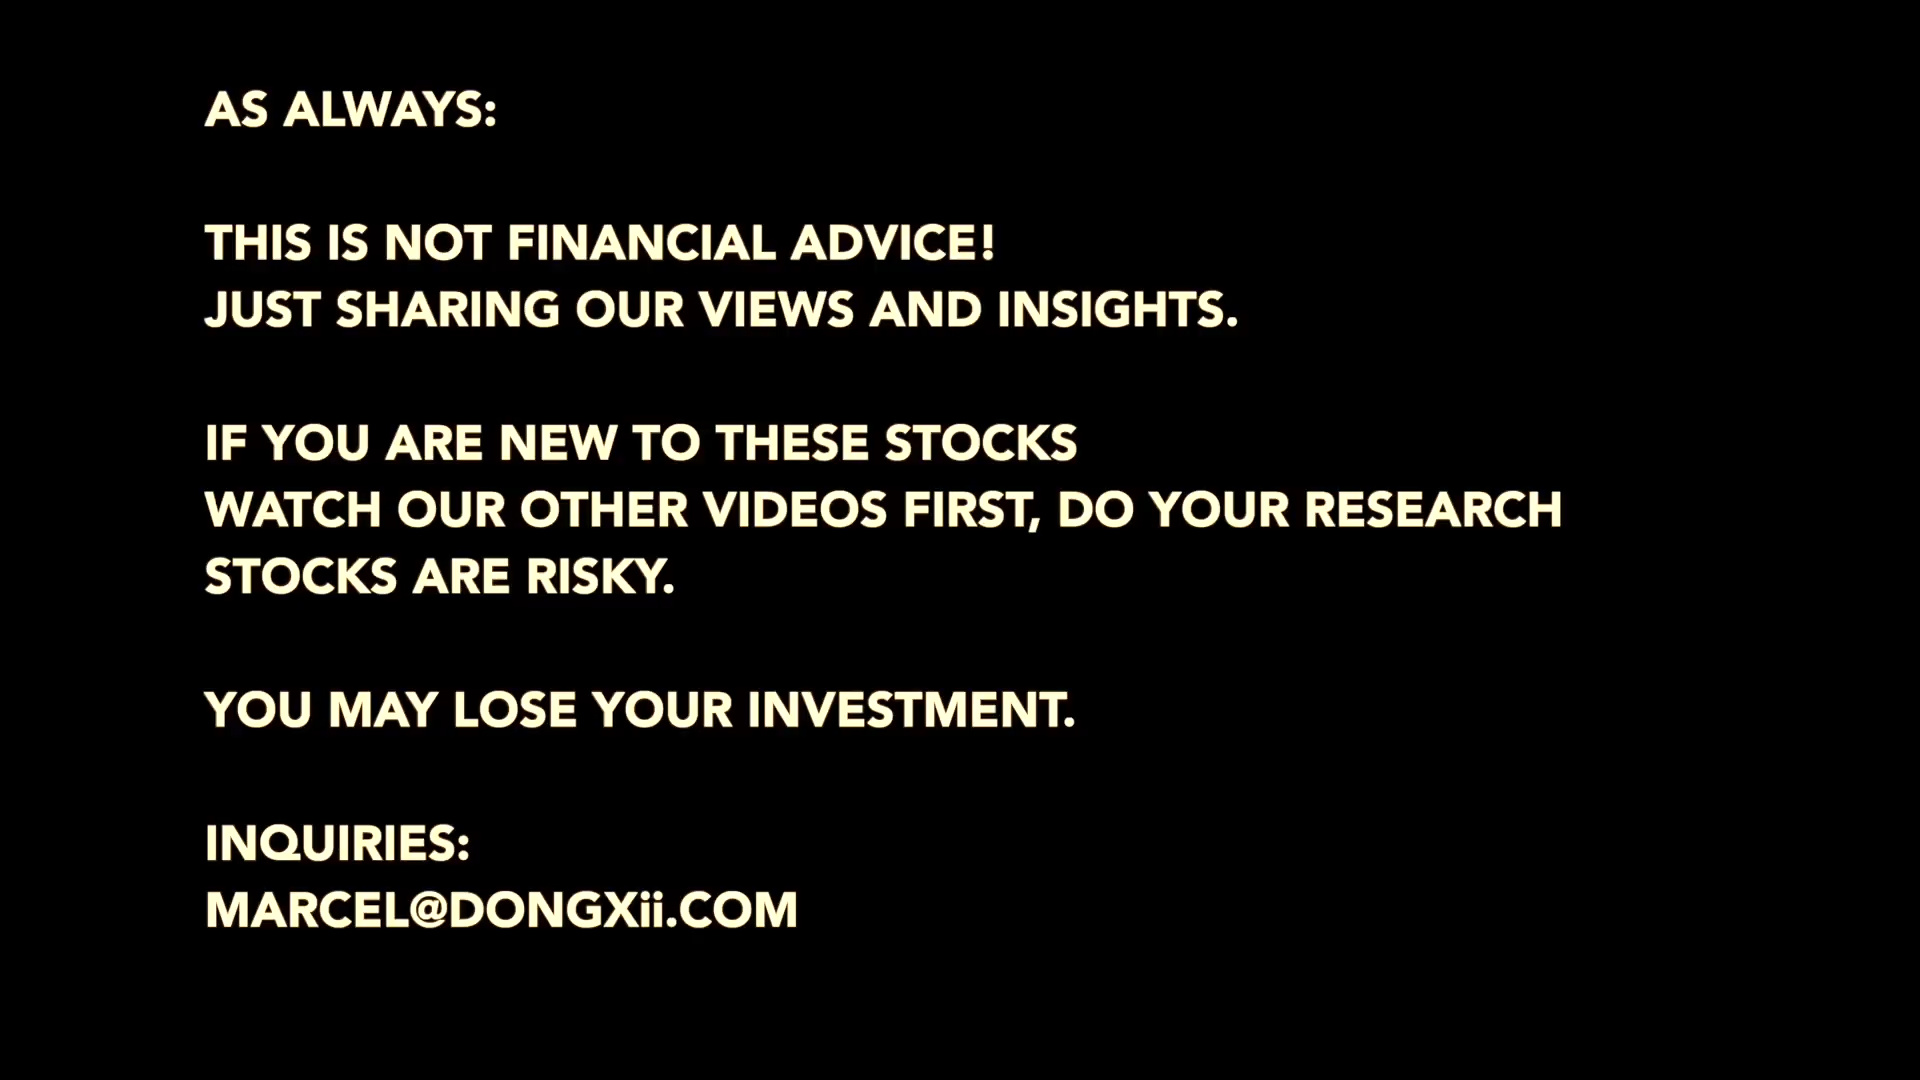 AS ALWAYS:
THIS IS NOT FINANCIAL ADVICE!
JUST SHARING OUR VIEWS AND INSIGHTS.
IF YOU ARE NEW TO THESE STOCKS
WATCH OUR OTHER VIDEOS FIRST, DO YOUR RESEARCH
STOCKS ARE RISKY.
YOU MAY LOSE YOUR INVESTMENT.
INQUIRIES:
MARCEL@DONGXii.COM